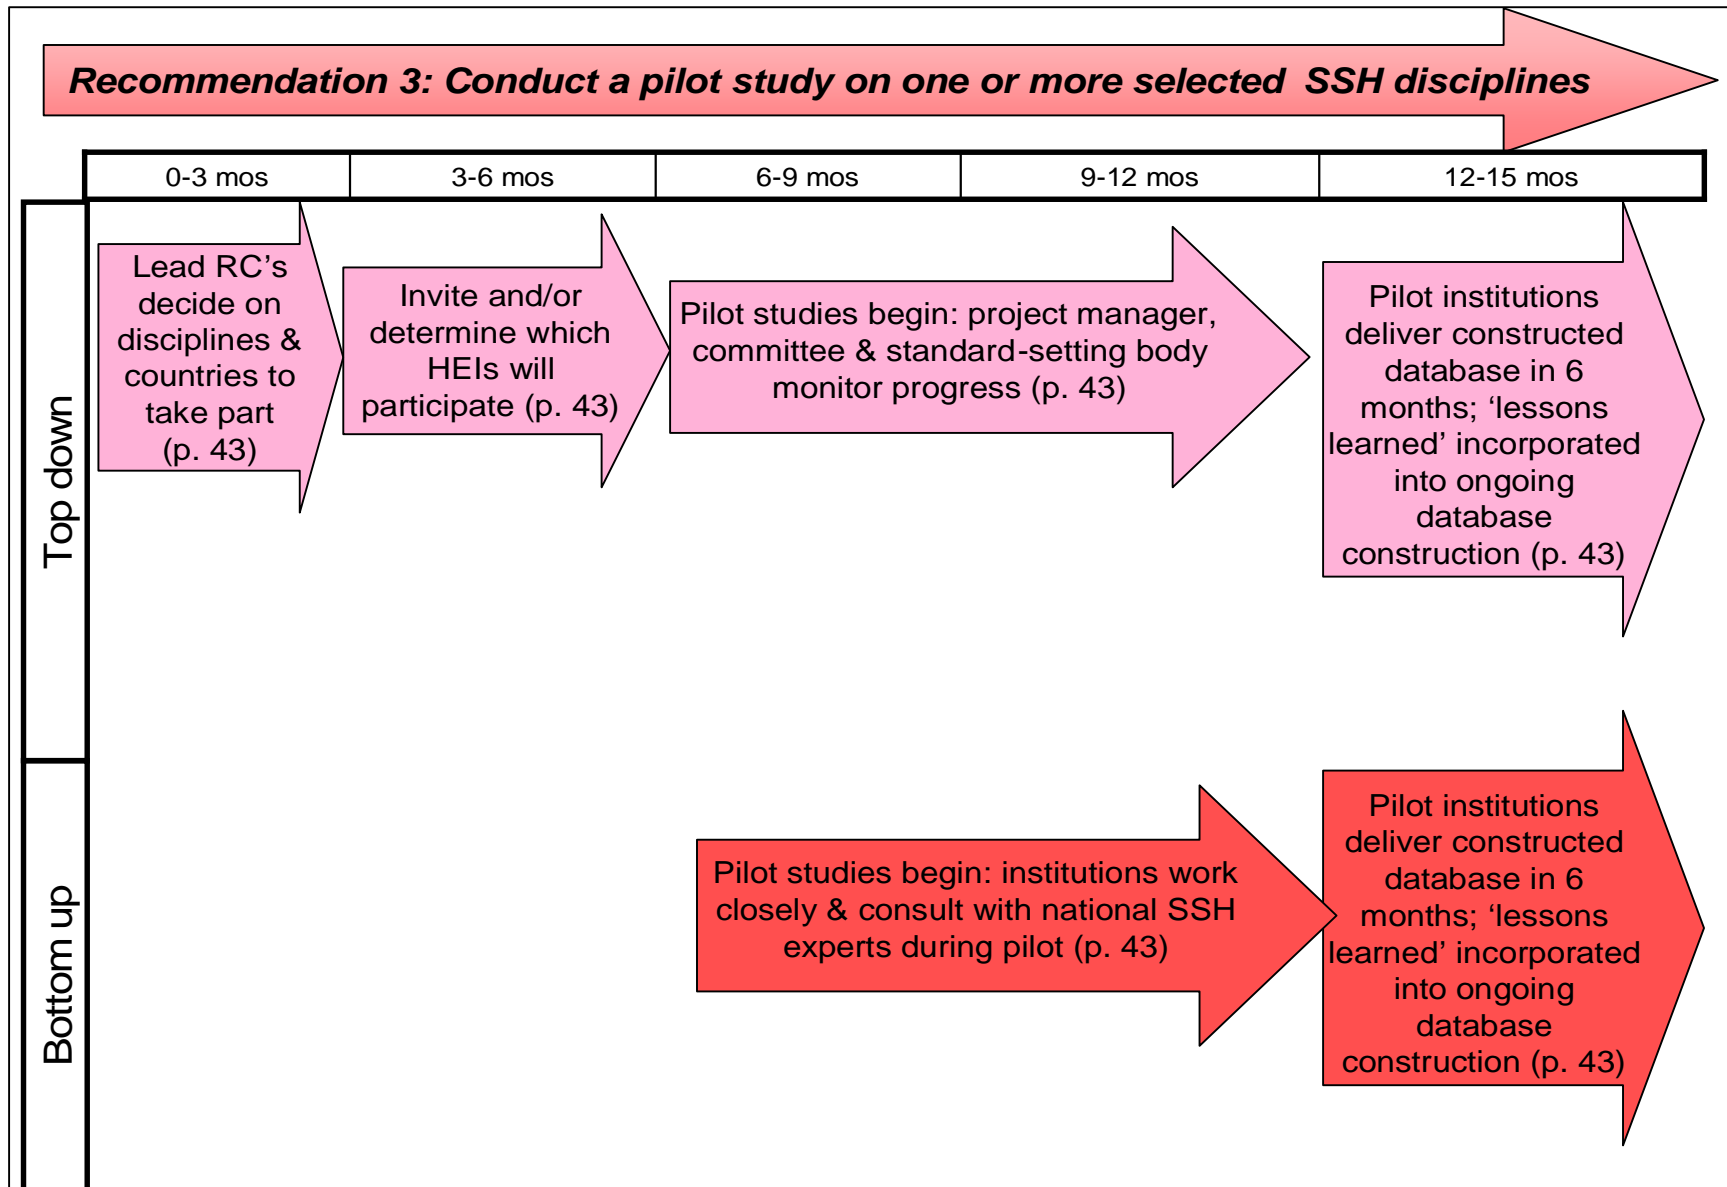 Recommendation 3: Conduct a pilot study on one or more selected SSH disciplines
0-3 mos
3-6 mos
6-9 mos
9-12 mos
12-15 mos
Top down
Lead RC’s
decide on
disciplines &
countries to
take part
(p. 43)
Invite and/or
determine which
HEIs will
participate (p. 43)
Pilot studies begin: project manager,
committee & standard-setting body
monitor progress (p. 43)
Pilot institutions
deliver constructed
database in 6
months; ‘lessons
learned’ incorporated
into ongoing
database
construction (p. 43)
Bottom up
Pilot studies begin: institutions work
closely & consult with national SSH
experts during pilot (p. 43)
Pilot institutions
deliver constructed
database in 6
months; ‘lessons
learned’ incorporated
into ongoing
database
construction (p. 43)